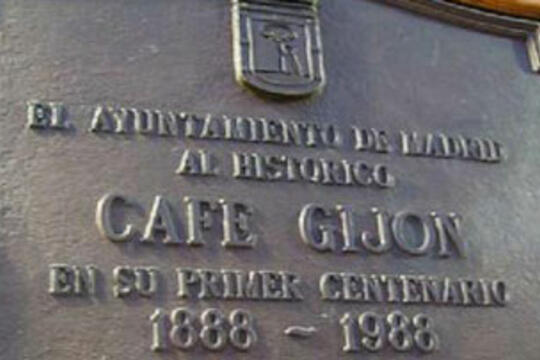 EL AYUNTAMIENTO DE MADRID
AL HISTORICO
CAFE GIJON
EN SU PRIMER CENTENARIO
1888 ~ 1988